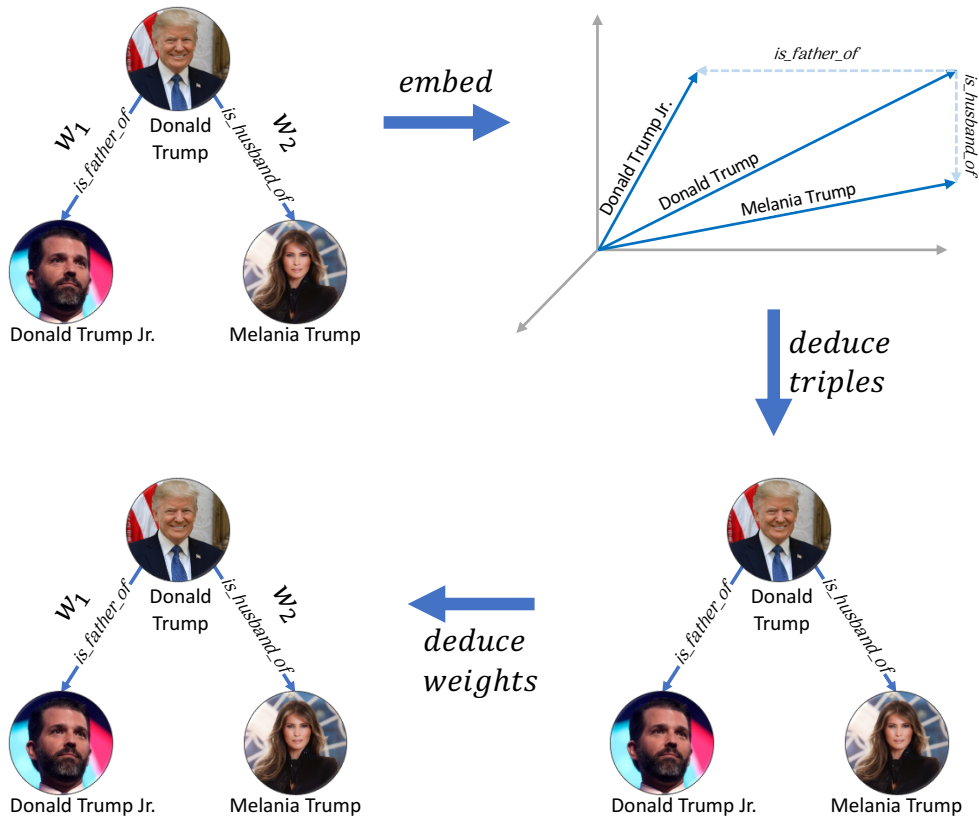 Donald
Trump
w1
is_father_of
w2
is_husband_of
Donald Trump Jr.
Melania Trump
embed
is_father_of
is_husband_of
Donald Trump Jr.
Donald Trump
Melania Trump
deduce
triples
Donald
Trump
is_father_of
is_husband_of
Donald Trump Jr.
Melania Trump
deduce
weights
Donald
Trump
w1
is_father_of
w2
is_husband_of
Donald Trump Jr.
Melania Trump